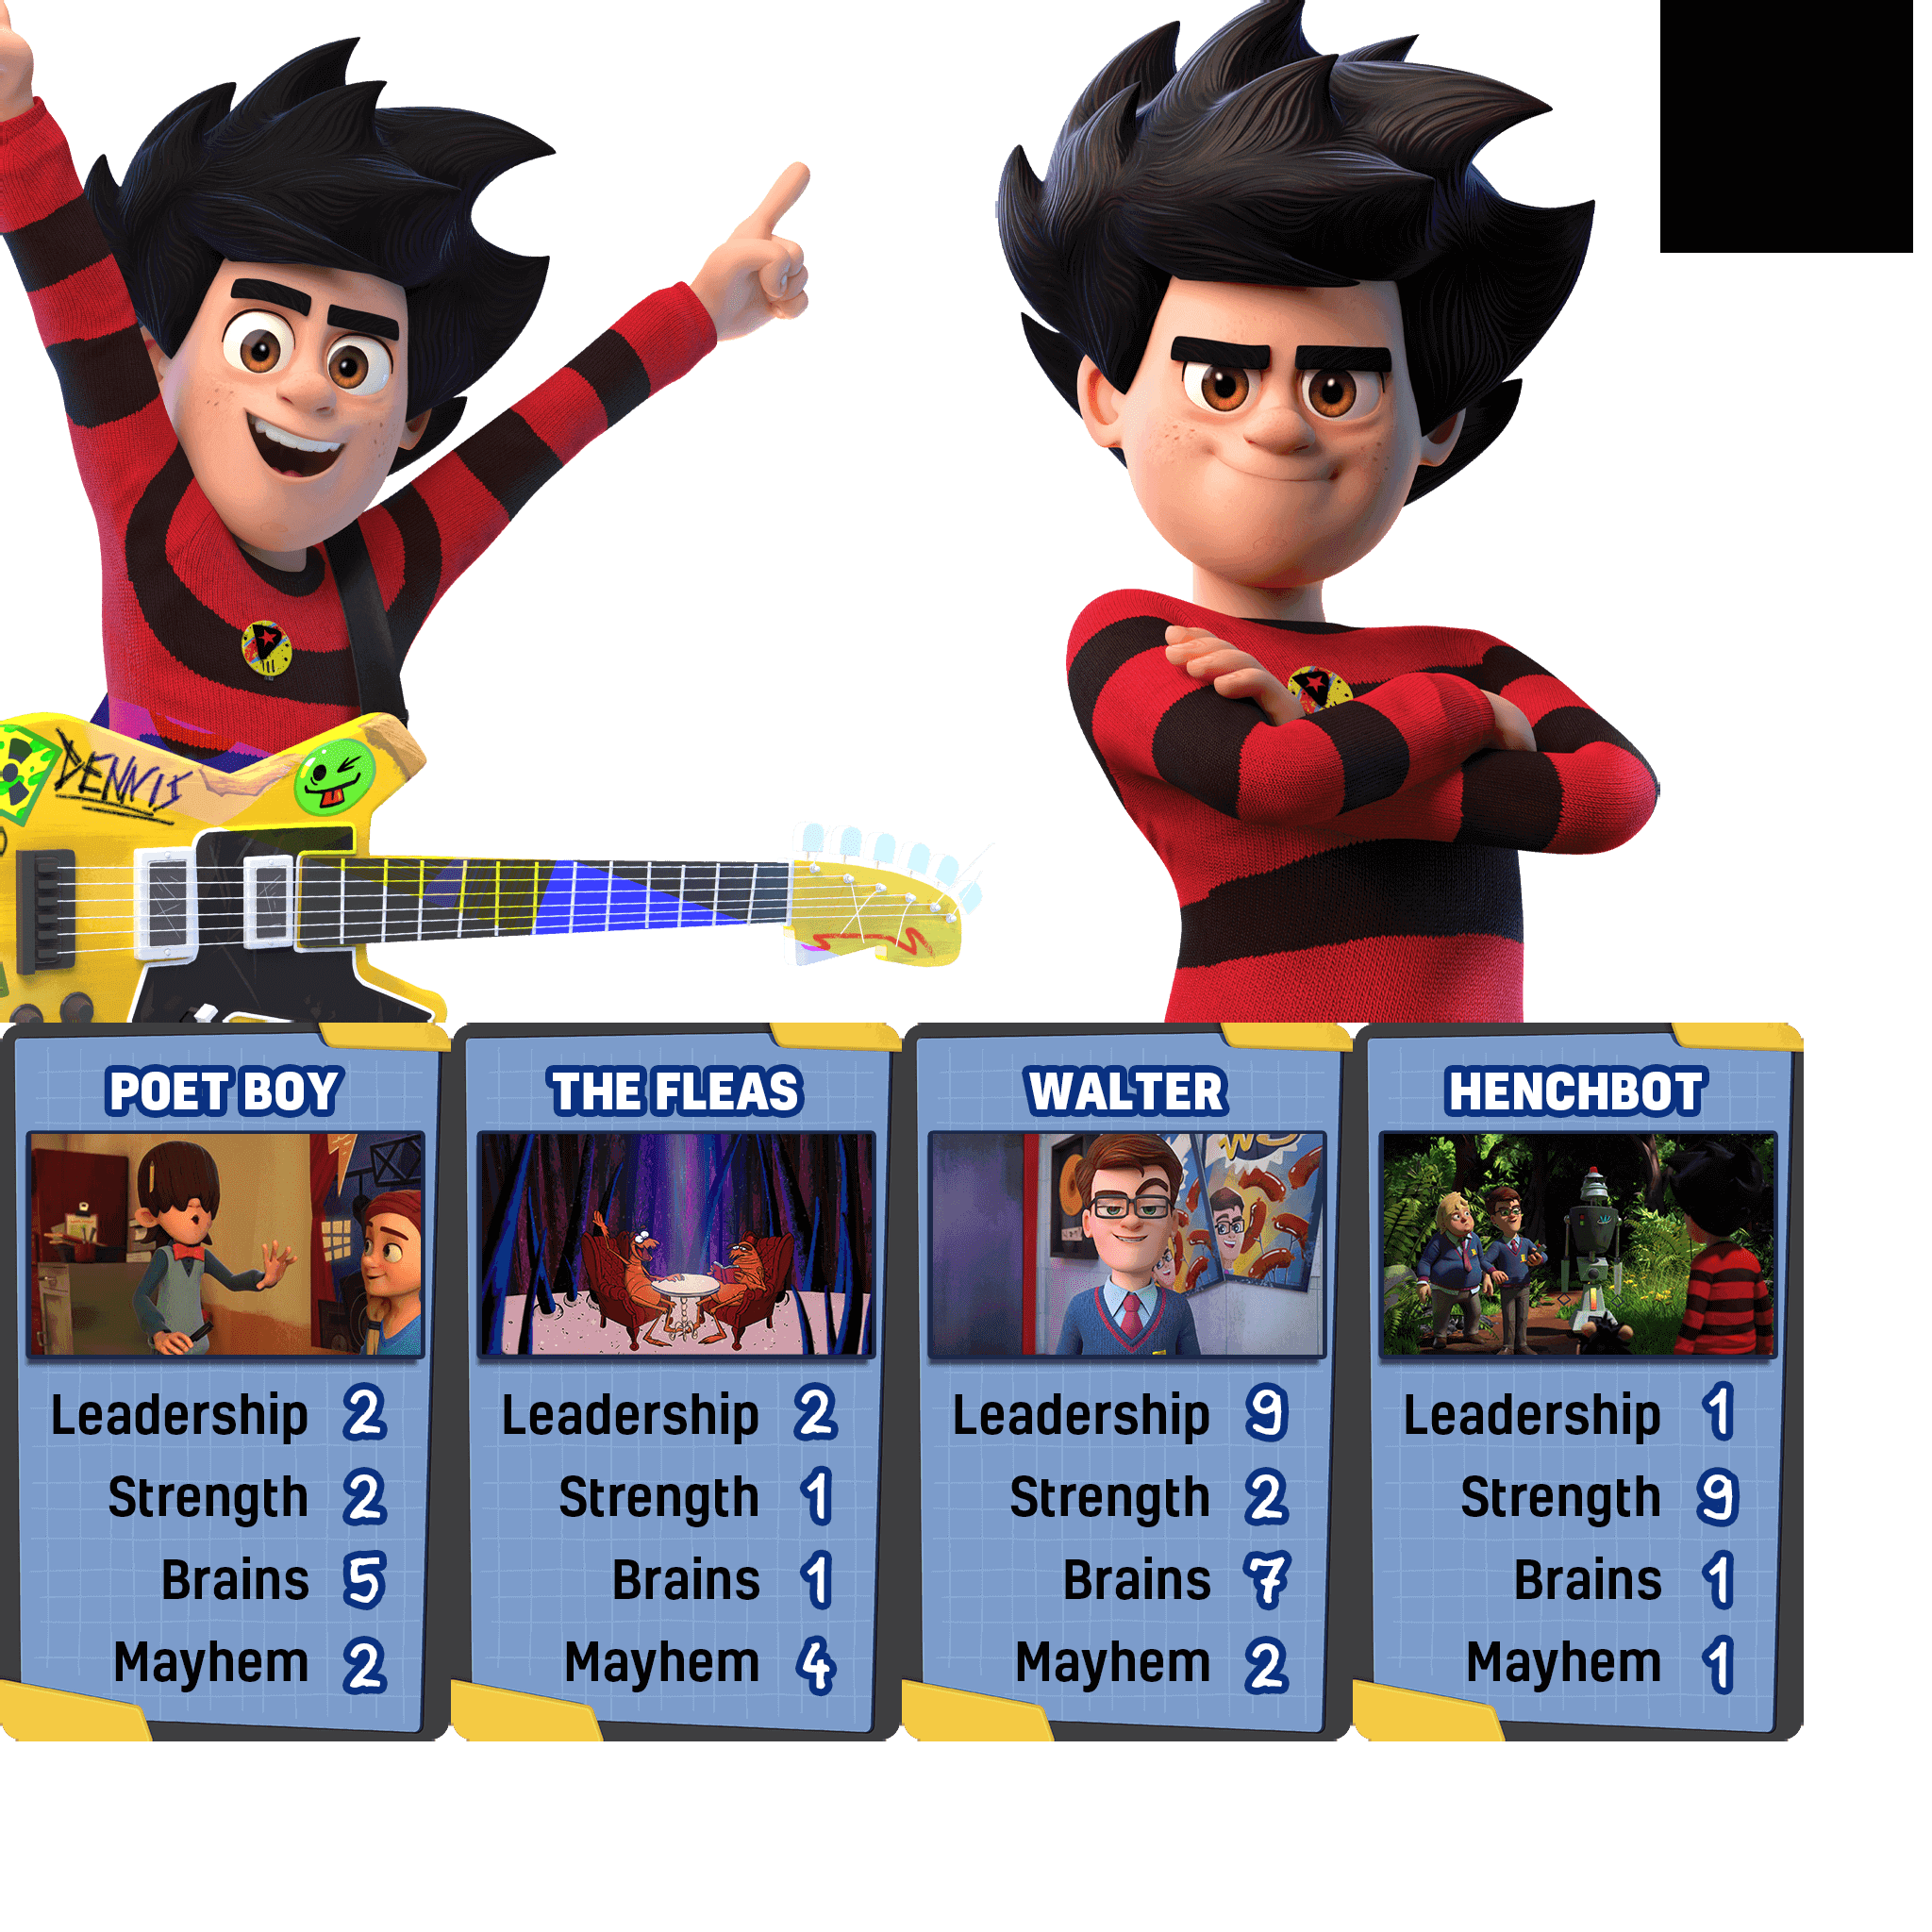 DENNIS
POET BOY
Leadership 2
Strength 2
Brains 5
Mayhem 2
THE FLEAS
Leadership 2
Strength 1
Brains 1
Mayhem 4
WALTER
Leadership 9
Strength 2
Brains 7
Mayhem 2
HENCHBOT
Leadership 1
Strength 9
Brains 1
Mayhem 1